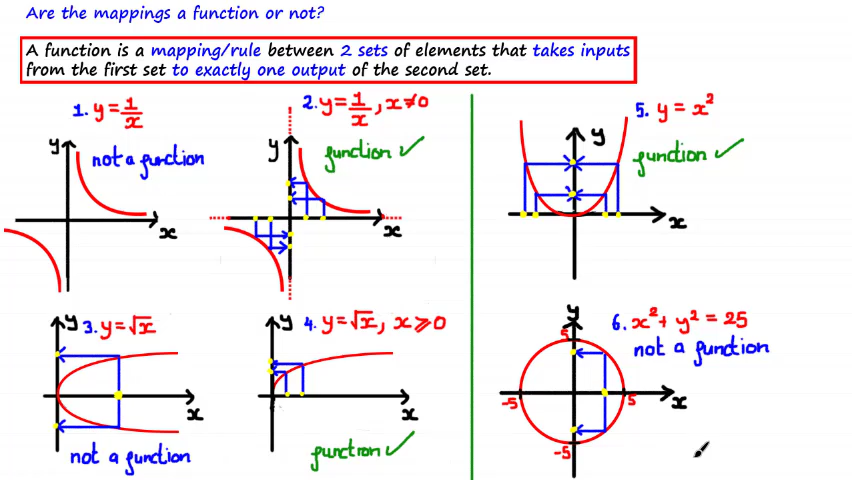 Are the mappings a function or not?
A function is a mapping/rule between 2 sets of elements that takes inputs
from the first set to exactly one output of the second set.
1. y = 1/x
not a function
y
x
2. y = 1/x, x ≠ 0
function ✓
y
x
3. y = √x
not a function
y
x
4. y = √x, x ≥ 0
function ✓
y
x
5. y = x²
function ✓
y
x
6. x² + y² = 25
not a function
y
x
5
-5
5
-5